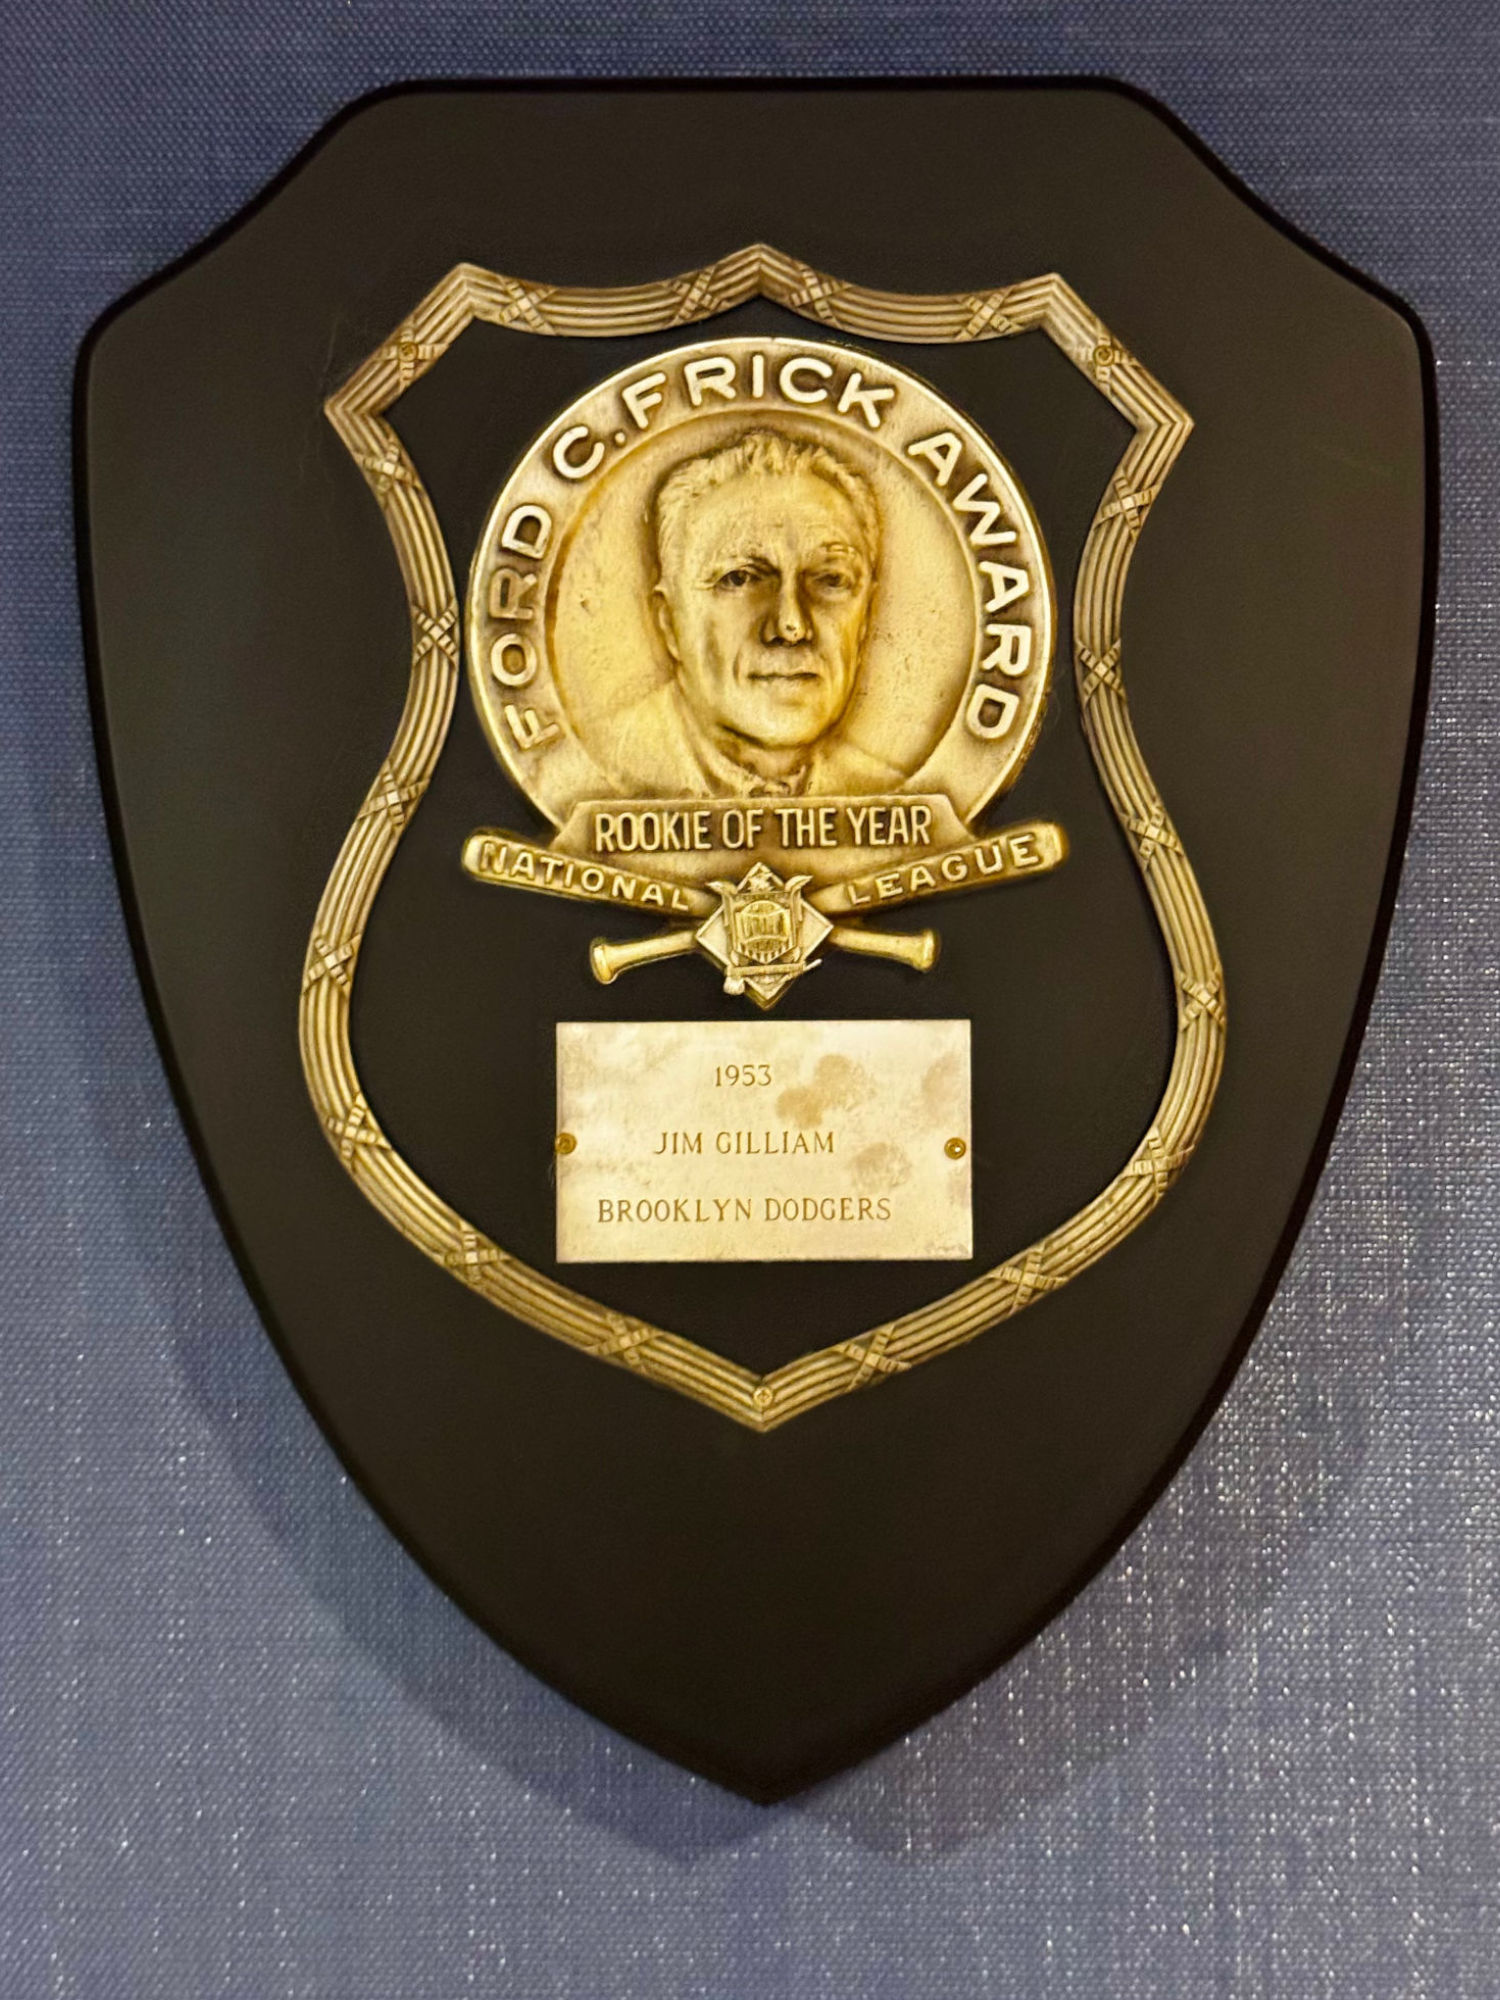 FORD C. FRICK AWARD
ROOKIE OF THE YEAR
NATIONAL LEAGUE
1953
JIM GILLIAM
BROOKLYN DODGERS